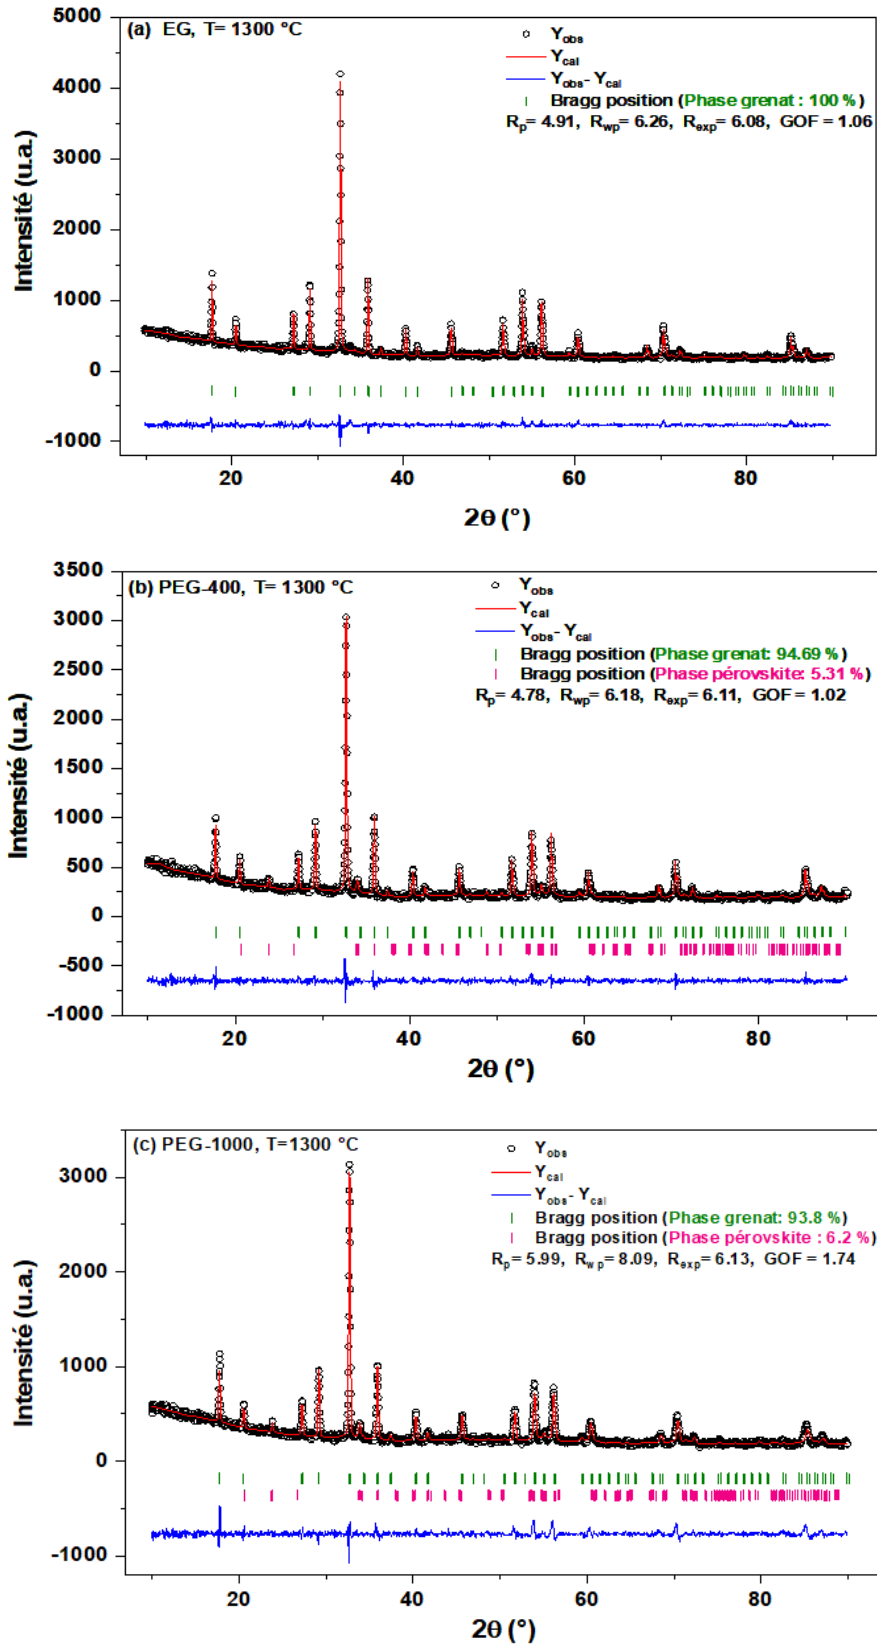 (a) EG, T= 1300 °C
Yobs
Ycal
Yobs- Ycal
Bragg position (Phase grenat : 100 %)
Rp= 4.91, Rwp= 6.26, Rexp= 6.08, GOF = 1.06
5000
4000
3000
2000
1000
0
-1000
Intensité (u.a.)
20 40 60 80
2θ (°)
(b) PEG-400, T= 1300 °C
Yobs
Ycal
Yobs- Ycal
Bragg position (Phase grenat: 94.69 %)
Bragg position (Phase pérovskite: 5.31 %)
Rp= 4.78, Rwp= 6.18, Rexp= 6.11, GOF = 1.02
3500
3000
2500
2000
1500
1000
500
0
-500
-1000
Intensité (u.a.)
20 40 60 80
2θ (°)
(c) PEG-1000, T=1300 °C
Yobs
Ycal
Yobs- Ycal
Bragg position (Phase grenat: 93.8 %)
Bragg position (Phase pérovskite : 6.2 %)
Rp= 5.99, Rwp= 8.09, Rexp= 6.13, GOF = 1.74
3000
2000
1000
0
-1000
Intensité (u.a.)
20 40 60 80
2θ (°)